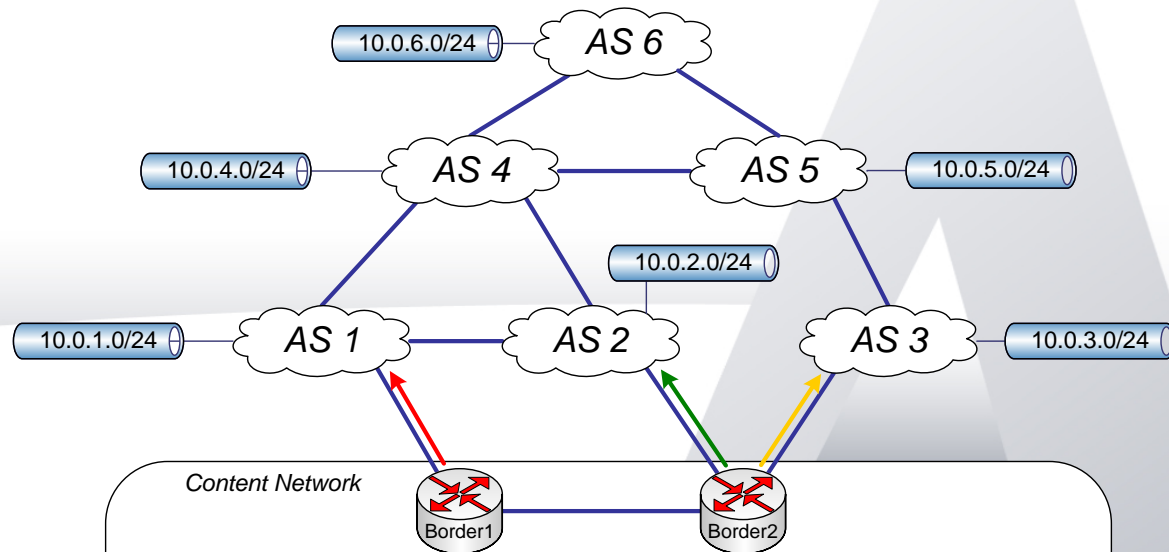 10.0.6.0/24
AS 6
10.0.4.0/24
AS 4
AS 5
10.0.5.0/24
10.0.2.0/24
10.0.1.0/24
AS 1
AS 2
AS 3
10.0.3.0/24
Content Network
Border1
Border2